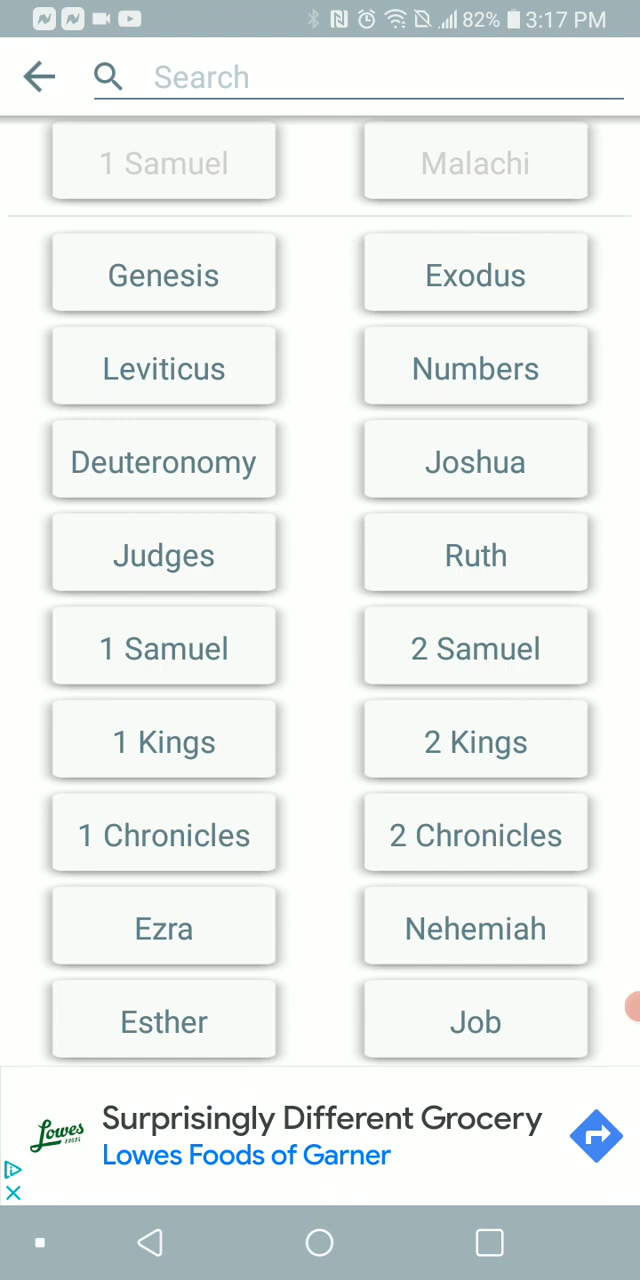 82% 3:17 PM
Search
1 Samuel Malachi
Genesis Exodus
Leviticus Numbers
Deuteronomy Joshua
Judges Ruth
1 Samuel 2 Samuel
1 Kings 2 Kings
1 Chronicles 2 Chronicles
Ezra Nehemiah
Esther Job
Lowes
FOODS
Surprisingly Different Grocery
Lowes Foods of Garner